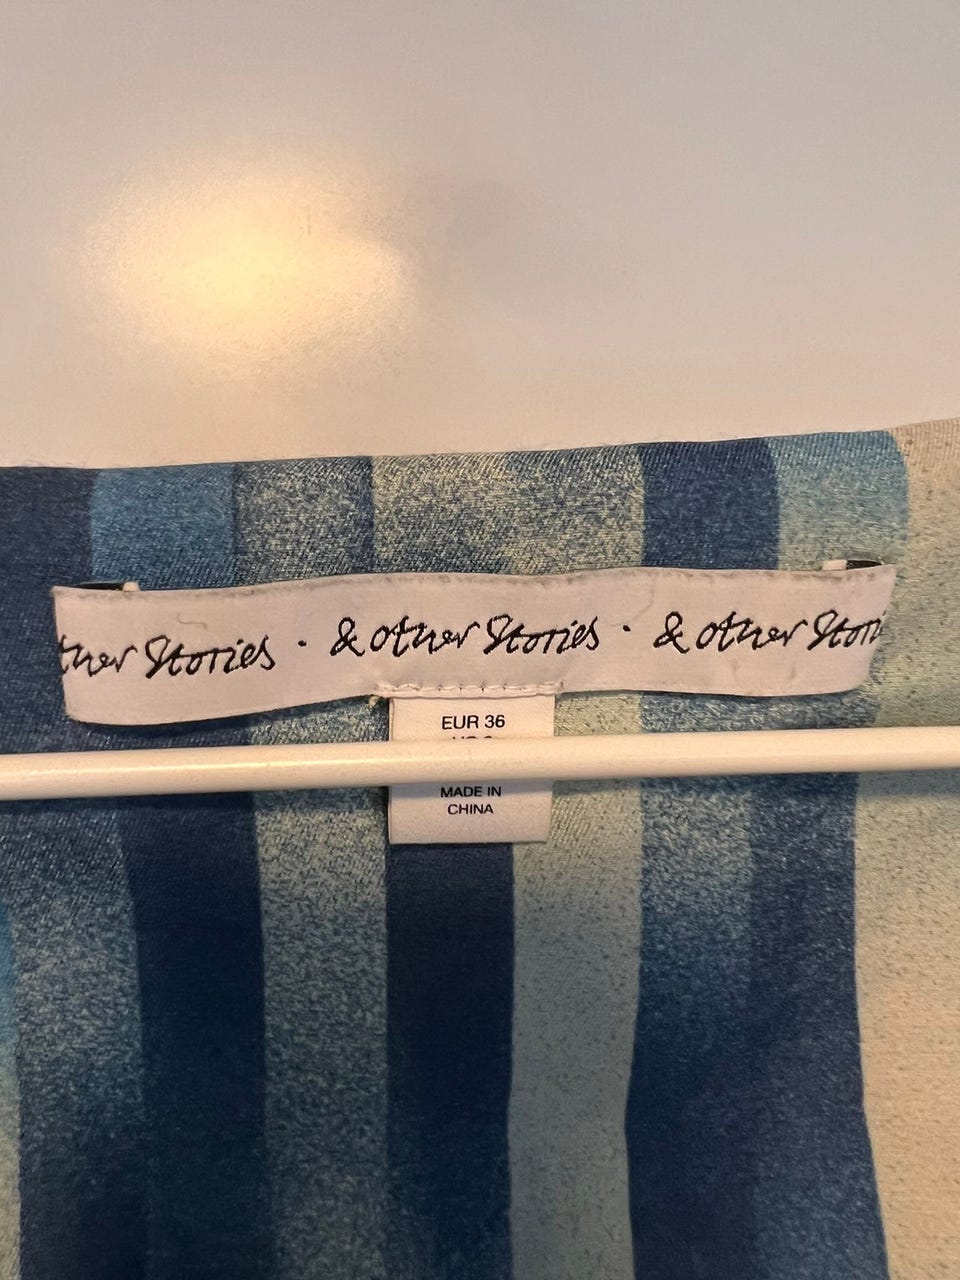 ther Stories · & other Stories · & other Stori
EUR 36
MADE IN
CHINA